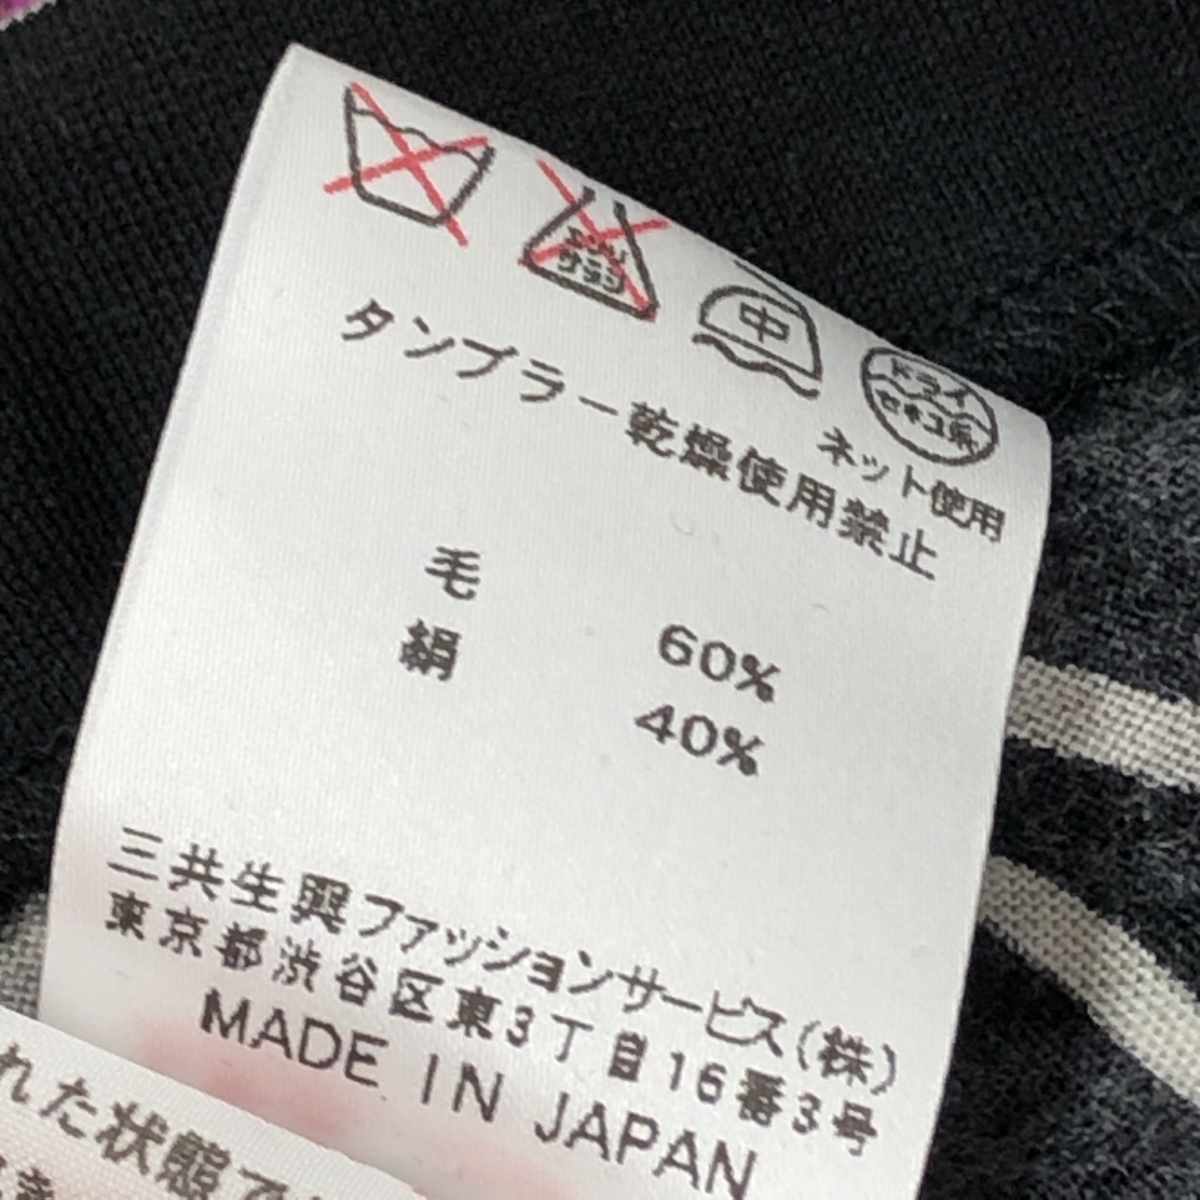 エンソ
サラシ
中
ドライ
セキユ系
ネット使用
タンブラー乾燥使用禁止
毛 60%
絹 40%
三共生興ファッションサービス(株)
東京都渋谷区東3丁目16番3号
MADE IN JAPAN
れた状態で